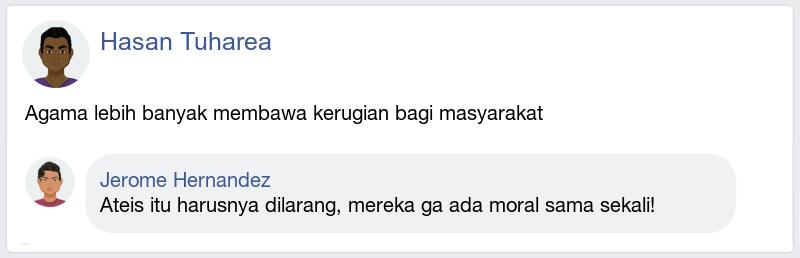 Hasan Tuharea
Agama lebih banyak membawa kerugian bagi masyarakat
Jerome Hernandez
Ateis itu harusnya dilarang, mereka ga ada moral sama sekali!